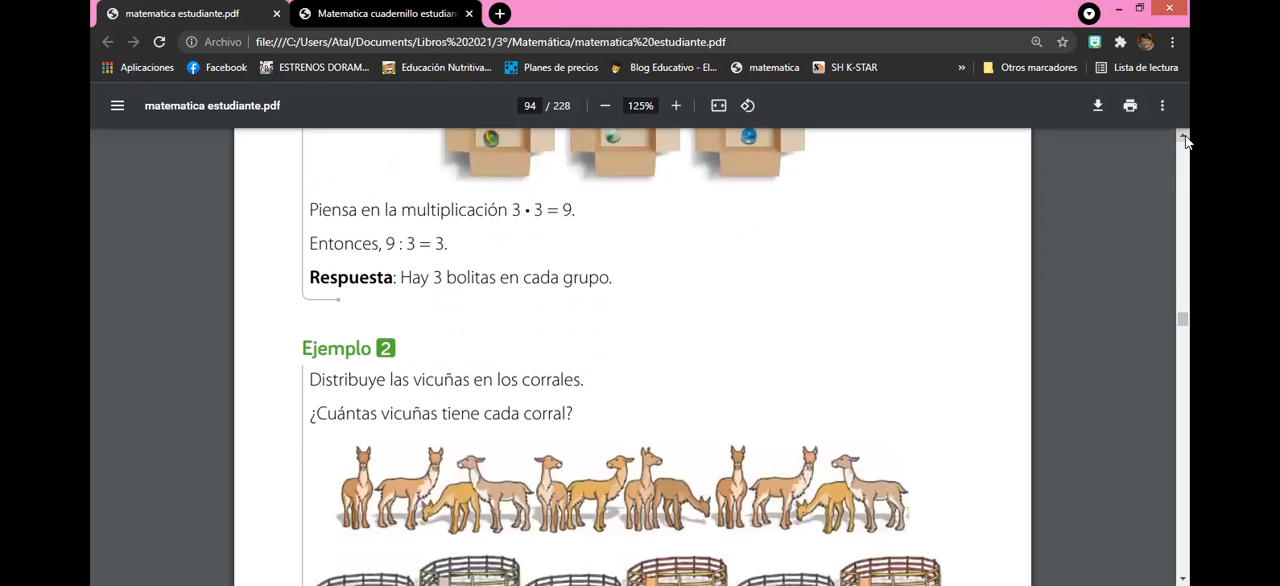 matematica estudiante.pdf
Matematica cuadernillo estudian
Archivo
file:///C:/Users/Atal/Documents/Libros%202021/3º/Matemática/matematica%20estudiante.pdf
Aplicaciones
Facebook
ESTRENOS DORAM...
Educación Nutritiva...
Planes de precios
Blog Educativo - El...
matematica
SH K-STAR
»
Otros marcadores
Lista de lectura
matematica estudiante.pdf
94 / 228
125%
Piensa en la multiplicación 3 • 3 = 9.
Entonces, 9 : 3 = 3.
Respuesta: Hay 3 bolitas en cada grupo.
Ejemplo 2
Distribuye las vicuñas en los corrales.
¿Cuántas vicuñas tiene cada corral?